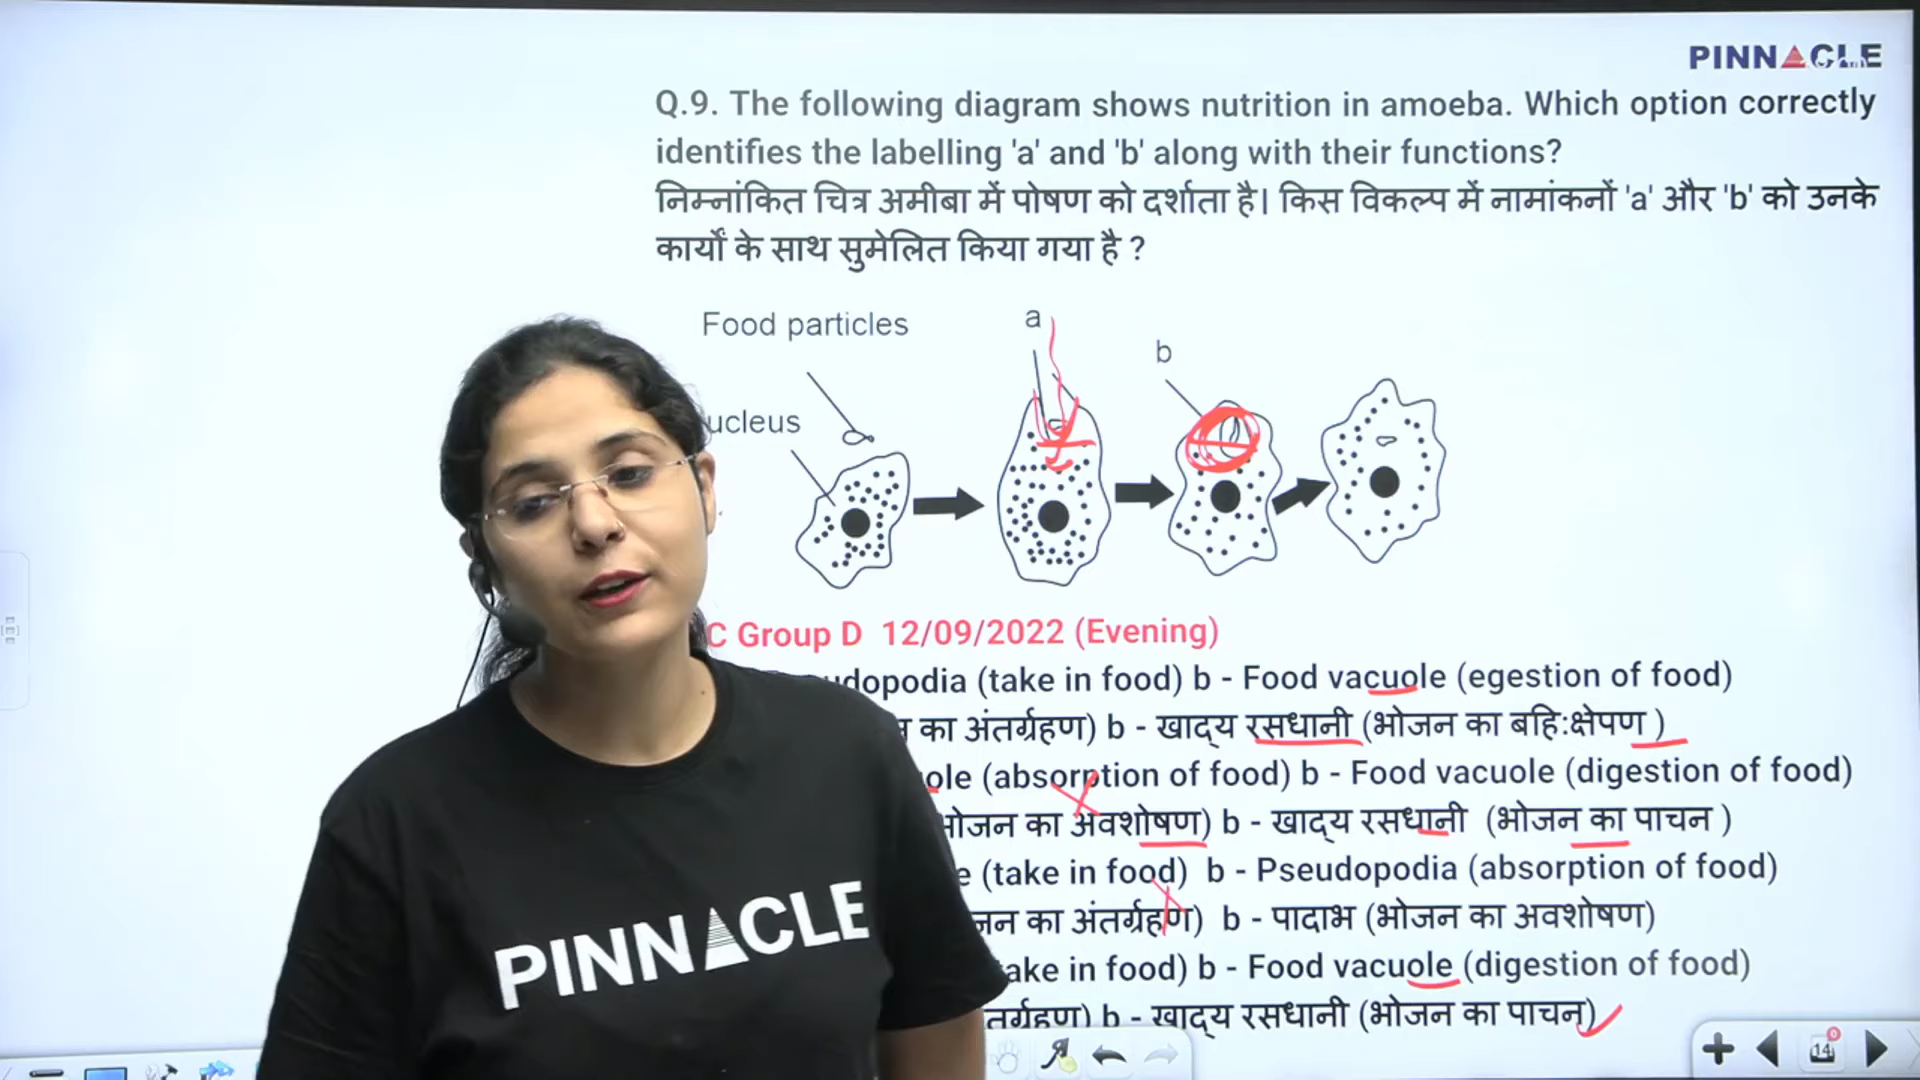 PINNACLE
Q.9. The following diagram shows nutrition in amoeba. Which option correctly
identifies the labelling 'a' and 'b' along with their functions?
निम्नांकित चित्र अमीबा में पोषण को दर्शाता है। किस विकल्प में नामांकनों 'a' और 'b' को उनके
कार्यों के साथ सुमेलित किया गया है ?
Food particles
a
b
ucleus
C Group D 12/09/2022 (Evening)
udopodia (take in food) b - Food vacuole (egestion of food)
का अंतर्ग्रहण) b - खाद्य रसधानी (भोजन का बहि:क्षेपण )
ole (absorption of food) b - Food vacuole (digestion of food)
भोजन का अवशोषण) b - खाद्य रसधानी (भोजन का पाचन )
e (take in food) b - Pseudopodia (absorption of food)
जन का अंतर्ग्रहण) b - पादाभ (भोजन का अवशोषण)
ake in food) b - Food vacuole (digestion of food)
तर्ग्रहण) b - खाद्य रसधानी (भोजन का पाचन)
PINNACLE
14